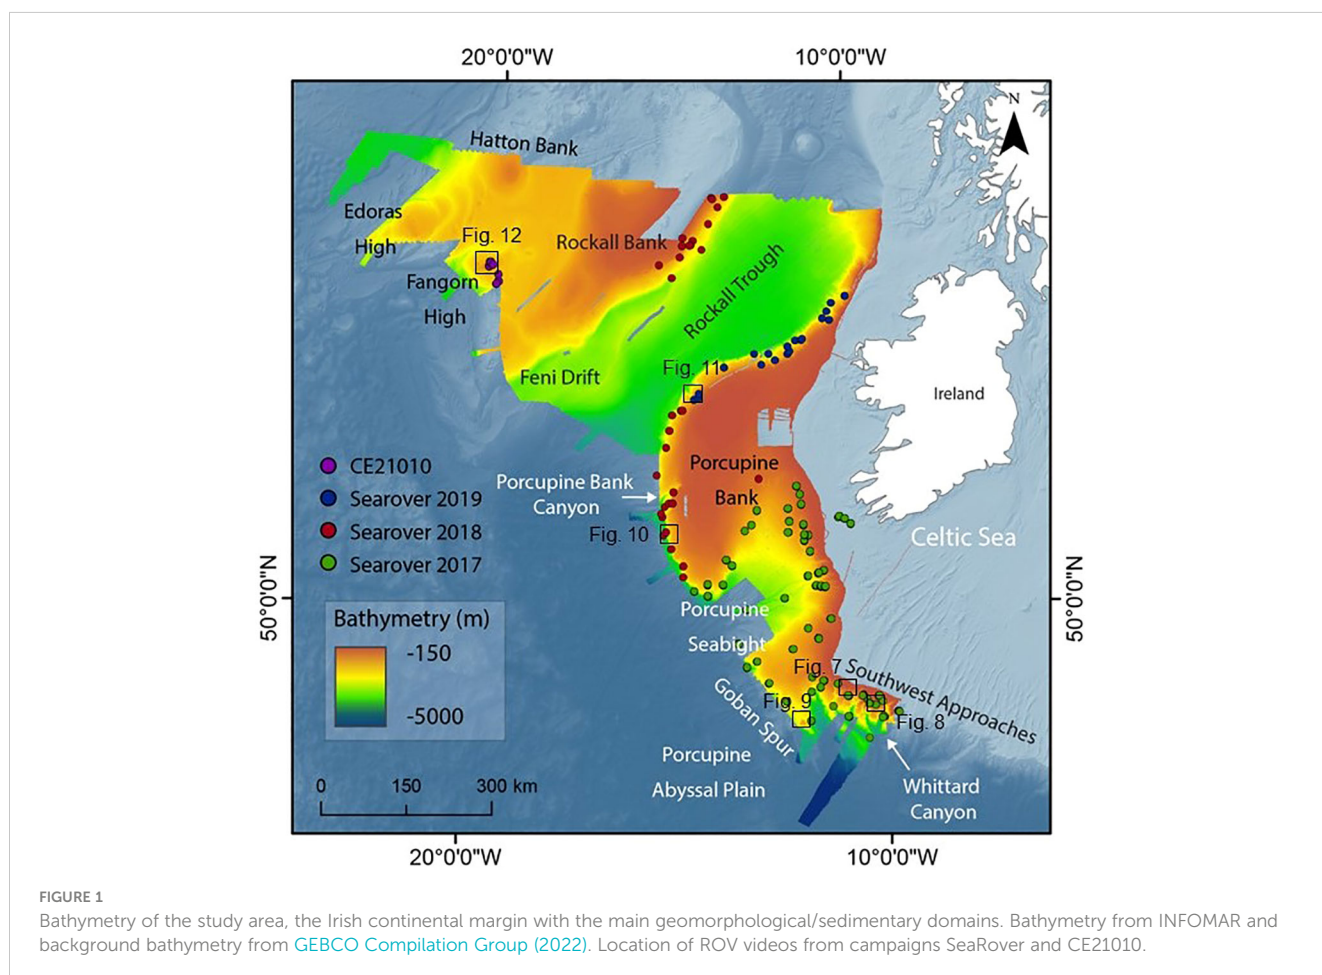 20°0'0"W
10°0'0"W
N
Hatton Bank
Edoras
High
Fig. 12
Rockall Bank
Fangorn
High
Rockall Trough
Fig. 11
Feni Drift
Ireland
CE21010
Searover 2019
Searover 2018
Searover 2017
Porcupine Bank
Canyon
Porcupine
Bank
Fig. 10
Celtic Sea
50°0'0"N
50°0'0"N
Bathymetry (m)
-150
-5000
Porcupine
Seabight
Fig. 7
Southwest Approaches
Goban Spur
Fig. 9
Fig. 8
Porcupine
Abyssal Plain
Whittard
Canyon
0
150
300 km
20°0'0"W
10°0'0"W
FIGURE 1
Bathymetry of the study area, the Irish continental margin with the main geomorphological/sedimentary domains. Bathymetry from INFOMAR and
background bathymetry from GEBCO Compilation Group (2022). Location of ROV videos from campaigns SeaRover and CE21010.